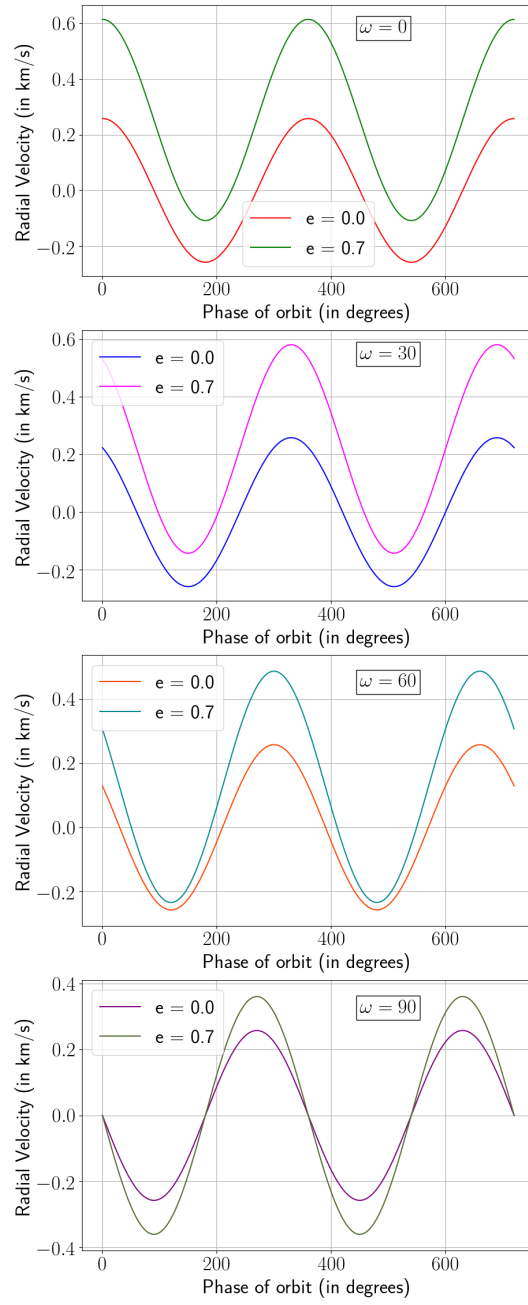 ω=0
0.6
0.4
0.2
0.0
−0.2
Radial Velocity (in km/s)
e = 0.0
e = 0.7
0 200 400 600
Phase of orbit (in degrees)
ω = 30
0.6
0.4
0.2
0.0
−0.2
Radial Velocity (in km/s)
e = 0.0
e = 0.7
0 200 400 600
Phase of orbit (in degrees)
ω = 60
0.4
0.2
0.0
−0.2
Radial Velocity (in km/s)
e = 0.0
e = 0.7
0 200 400 600
Phase of orbit (in degrees)
ω = 90
0.4
0.2
0.0
−0.2
−0.4
Radial Velocity (in km/s)
e = 0.0
e = 0.7
0 200 400 600
Phase of orbit (in degrees)